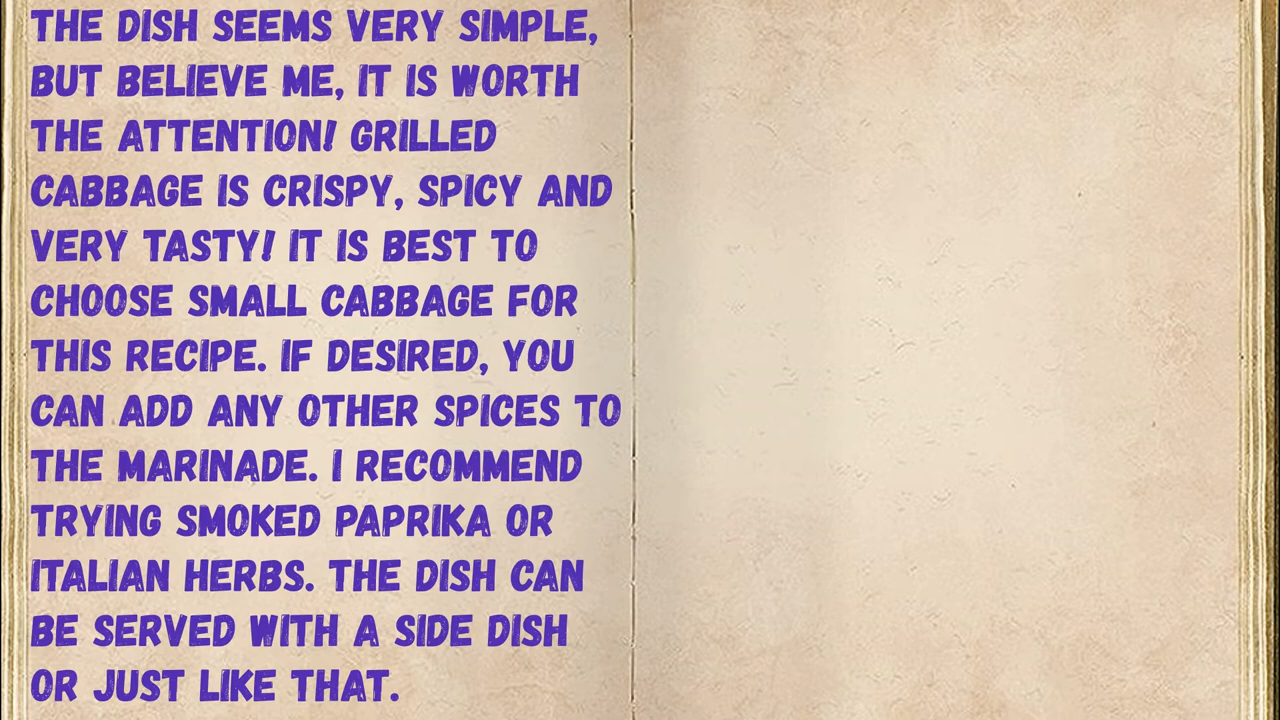 THE DISH SEEMS VERY SIMPLE,
BUT BELIEVE ME, IT IS WORTH
THE ATTENTION! GRILLED
CABBAGE IS CRISPY, SPICY AND
VERY TASTY! IT IS BEST TO
CHOOSE SMALL CABBAGE FOR
THIS RECIPE. IF DESIRED, YOU
CAN ADD ANY OTHER SPICES TO
THE MARINADE. I RECOMMEND
TRYING SMOKED PAPRIKA OR
ITALIAN HERBS. THE DISH CAN
BE SERVED WITH A SIDE DISH
OR JUST LIKE THAT.